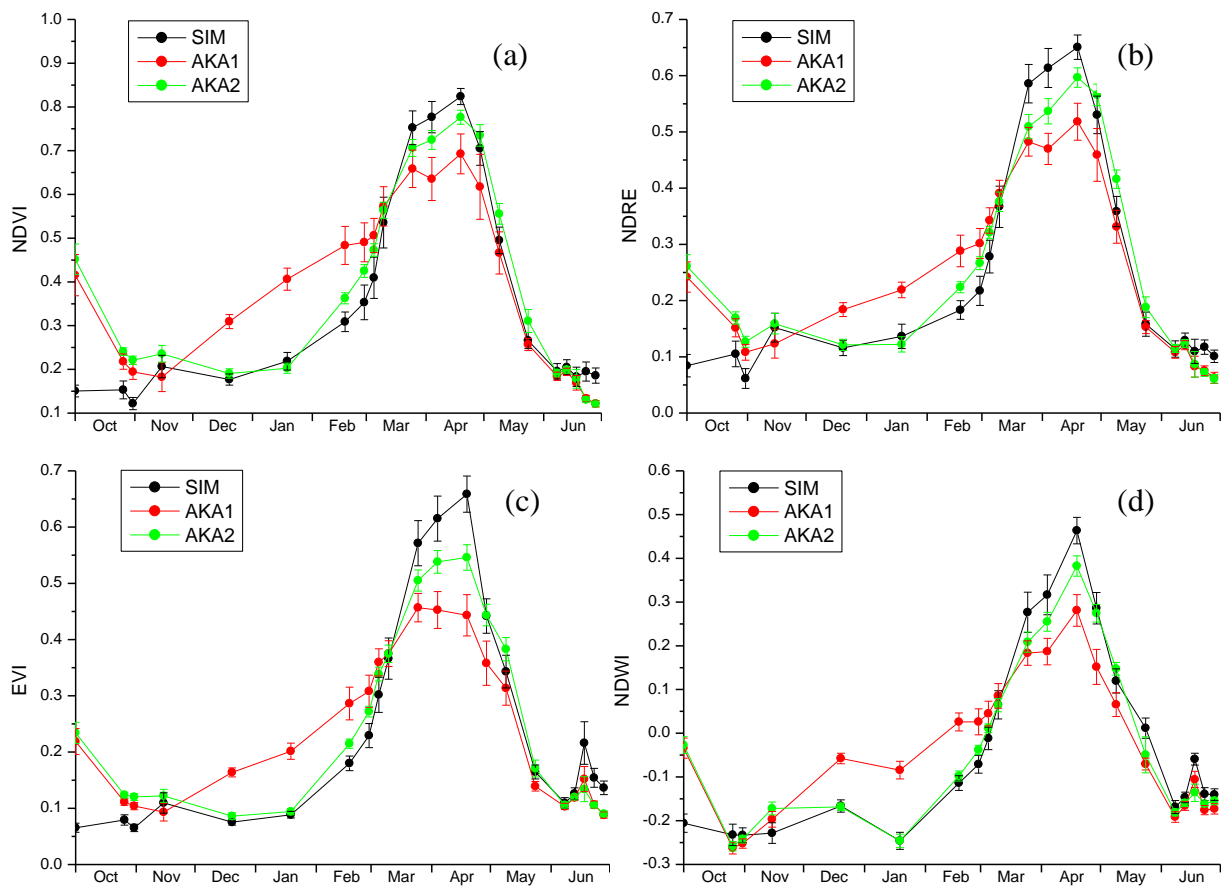 1.0
0.9
0.8
0.7
0.6
0.5
0.4
0.3
0.2
0.1
NDVI
SIM
AKA1
AKA2
(a)
Oct Nov Dec Jan Feb Mar Apr May Jun
0.7
0.6
0.5
0.4
0.3
0.2
0.1
0.0
NDRE
SIM
AKA1
AKA2
(b)
Oct Nov Dec Jan Feb Mar Apr May Jun
0.7
0.6
0.5
0.4
0.3
0.2
0.1
0.0
EVI
SIM
AKA1
AKA2
(c)
Oct Nov Dec Jan Feb Mar Apr May Jun
0.6
0.5
0.4
0.3
0.2
0.1
0.0
-0.1
-0.2
-0.3
NDWI
SIM
AKA1
AKA2
(d)
Oct Nov Dec Jan Feb Mar Apr May Jun